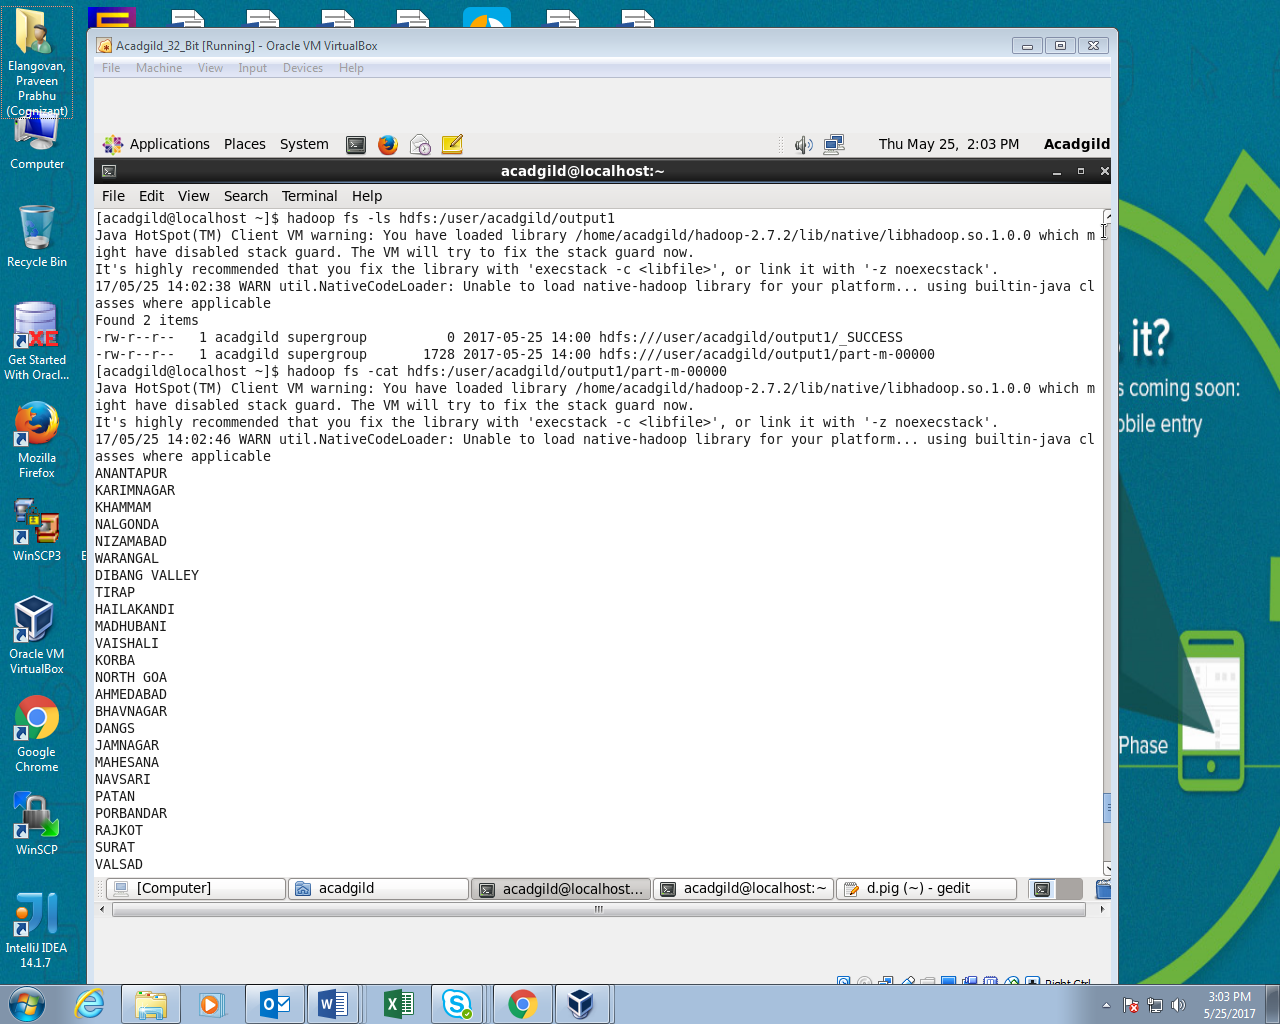 Elangovan,
Praveen
Prabhu
(Cognizant)
Computer
Recycle Bin
Get Started
With Oracl...
Mozilla
Firefox
WinSCP3
E
Oracle VM
VirtualBox
Google
Chrome
WinSCP
IntelliJ IDEA
14.1.7
Acadgild_32_Bit [Running] - Oracle VM VirtualBox
File Machine View Input Devices Help
Applications Places System Thu May 25, 2:03 PM Acadgild
acadgild@localhost:~
File Edit View Search Terminal Help
[acadgild@localhost ~]$ hadoop fs -ls hdfs:/user/acadgild/output1
Java HotSpot(TM) Client VM warning: You have loaded library /home/acadgild/hadoop-2.7.2/lib/native/libhadoop.so.1.0.0 which m
ight have disabled stack guard. The VM will try to fix the stack guard now.
It's highly recommended that you fix the library with 'execstack -c <libfile>', or link it with '-z noexecstack'.
17/05/25 14:02:38 WARN util.NativeCodeLoader: Unable to load native-hadoop library for your platform... using builtin-java cl
asses where applicable
Found 2 items
-rw-r--r--   1 acadgild supergroup          0 2017-05-25 14:00 hdfs:///user/acadgild/output1/_SUCCESS
-rw-r--r--   1 acadgild supergroup       1728 2017-05-25 14:00 hdfs:///user/acadgild/output1/part-m-00000
[acadgild@localhost ~]$ hadoop fs -cat hdfs:/user/acadgild/output1/part-m-00000
Java HotSpot(TM) Client VM warning: You have loaded library /home/acadgild/hadoop-2.7.2/lib/native/libhadoop.so.1.0.0 which m
ight have disabled stack guard. The VM will try to fix the stack guard now.
It's highly recommended that you fix the library with 'execstack -c <libfile>', or link it with '-z noexecstack'.
17/05/25 14:02:46 WARN util.NativeCodeLoader: Unable to load native-hadoop library for your platform... using builtin-java cl
asses where applicable
ANANTAPUR
KARIMNAGAR
KHAMMAM
NALGONDA
NIZAMABAD
WARANGAL
DIBANG VALLEY
TIRAP
HAILAKANDI
MADHUBANI
VAISHALI
KORBA
NORTH GOA
AHMEDABAD
BHAVNAGAR
DANGS
JAMNAGAR
MAHESANA
NAVSARI
PATAN
PORBANDAR
RAJKOT
SURAT
VALSAD
[Computer] acadgild acadgild@localhost... acadgild@localhost:~ d.pig (~) - gedit
Right Ctrl
it?
s coming soon:
obile entry
Phase
3:03 PM
5/25/2017